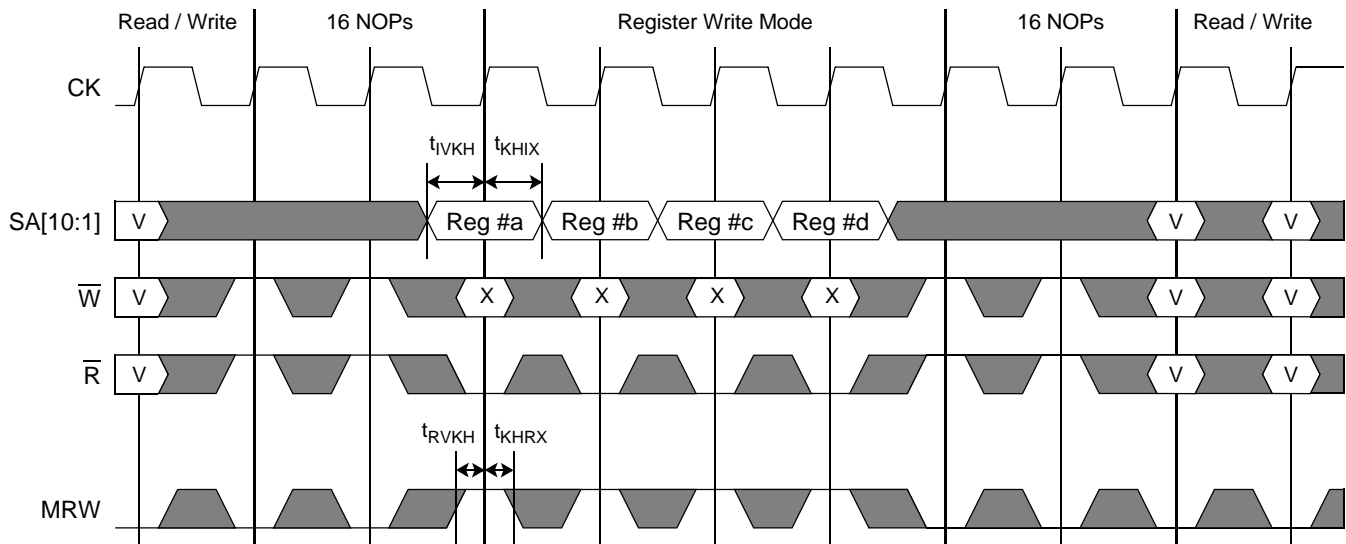 Read / Write 16 NOPs Register Write Mode 16 NOPs Read / Write
CK
tIVKH tKHIX
SA[10:1] V Reg #a Reg #b Reg #c Reg #d V V
W̅ V X X X X V V
R̅ V V V
tRVKH tKHRX
MRW